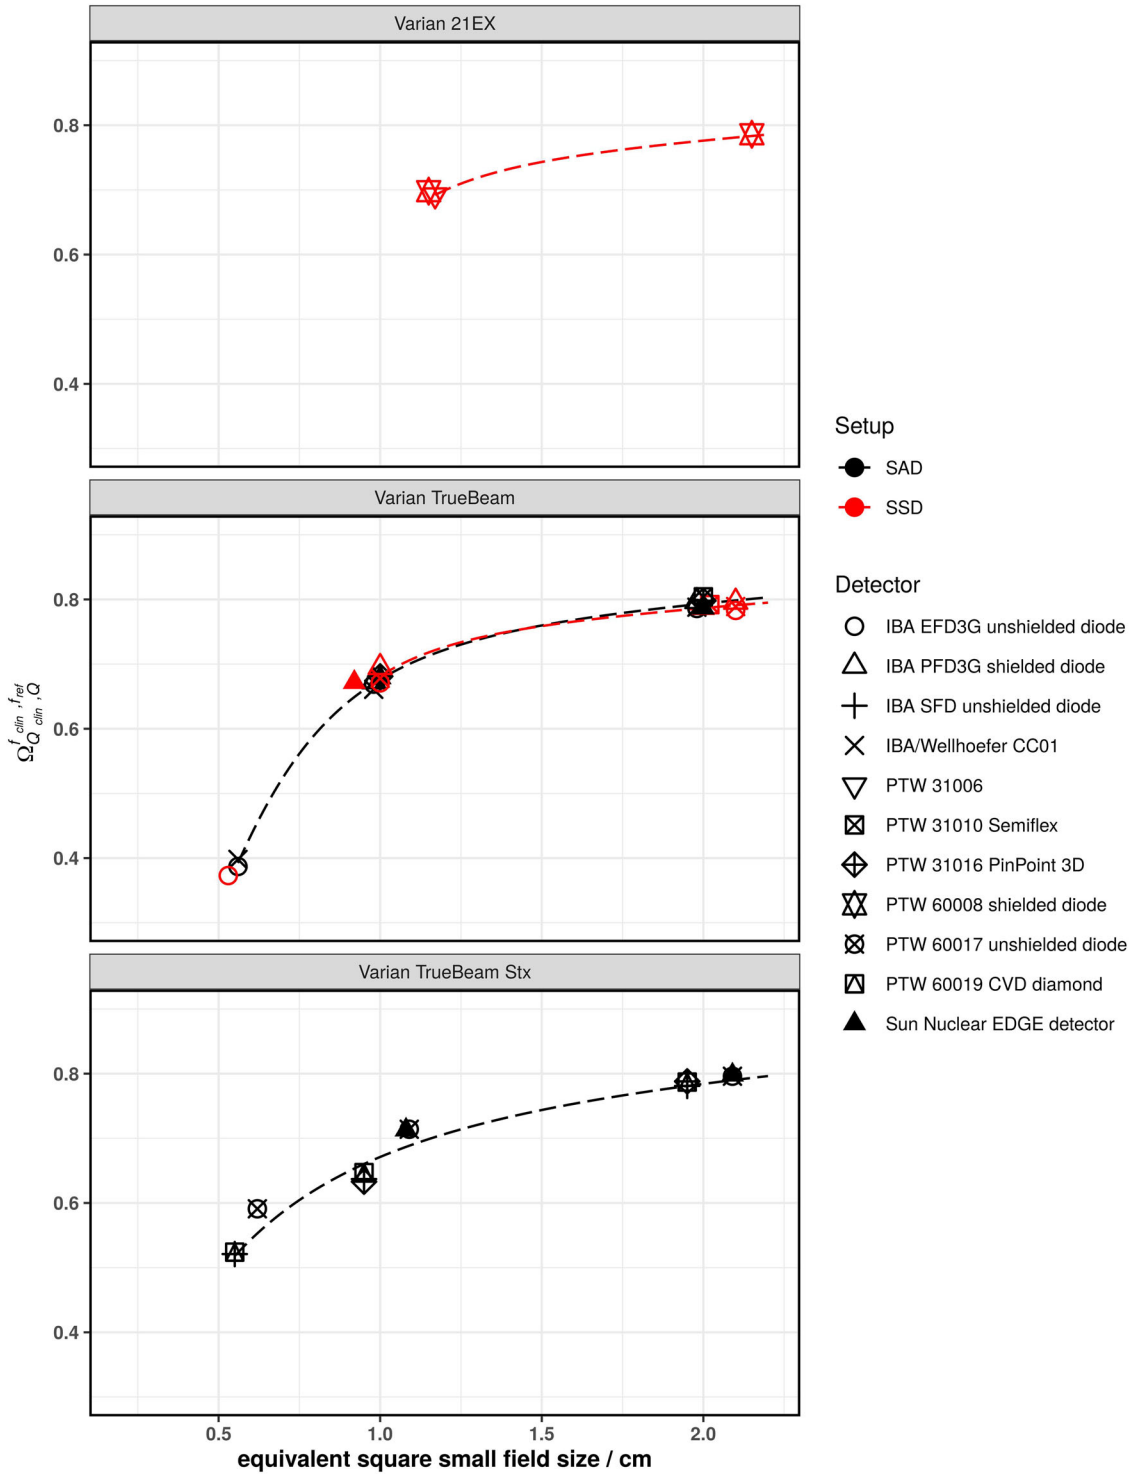 Varian 21EX
0.8
0.6
0.4
Varian TrueBeam
0.8
0.6
0.4
Varian TrueBeam Stx
0.8
0.6
0.4
0.5 1.0 1.5 2.0
equivalent square small field size / cm
Ω f clin , f ref Q clin , Q
Setup
SAD
SSD
Detector
IBA EFD3G unshielded diode
IBA PFD3G shielded diode
IBA SFD unshielded diode
IBA/Wellhoefer CC01
PTW 31006
PTW 31010 Semiflex
PTW 31016 PinPoint 3D
PTW 60008 shielded diode
PTW 60017 unshielded diode
PTW 60019 CVD diamond
Sun Nuclear EDGE detector